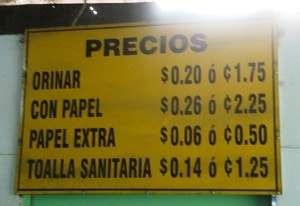 PRECIOS
ORINAR $0.20 ó ¢1.75
CON PAPEL $0.26 ó ¢2.25
PAPEL EXTRA $0.06 ó ¢0.50
TOALLA SANITARIA $0.14 ó ¢1.25